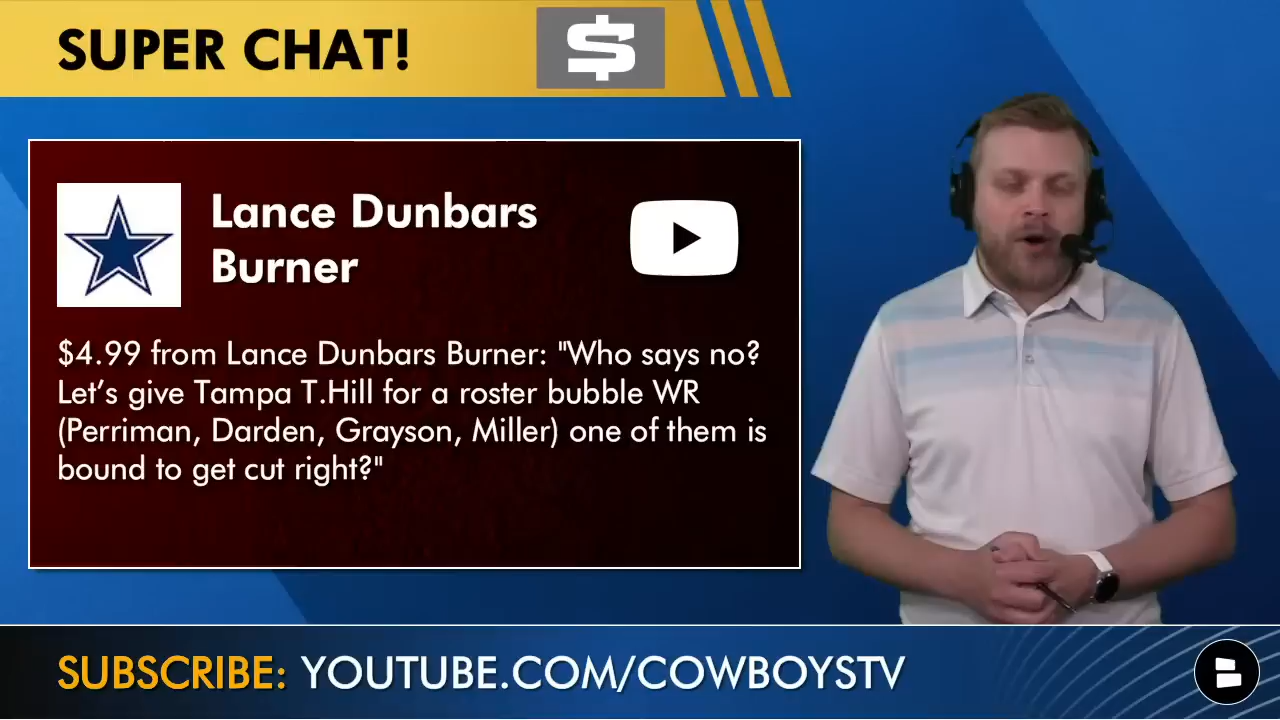 SUPER CHAT!
Lance Dunbars
Burner
$4.99 from Lance Dunbars Burner: "Who says no?
Let’s give Tampa T.Hill for a roster bubble WR
(Perriman, Darden, Grayson, Miller) one of them is
bound to get cut right?"
SUBSCRIBE: YOUTUBE.COM/COWBOYSTV